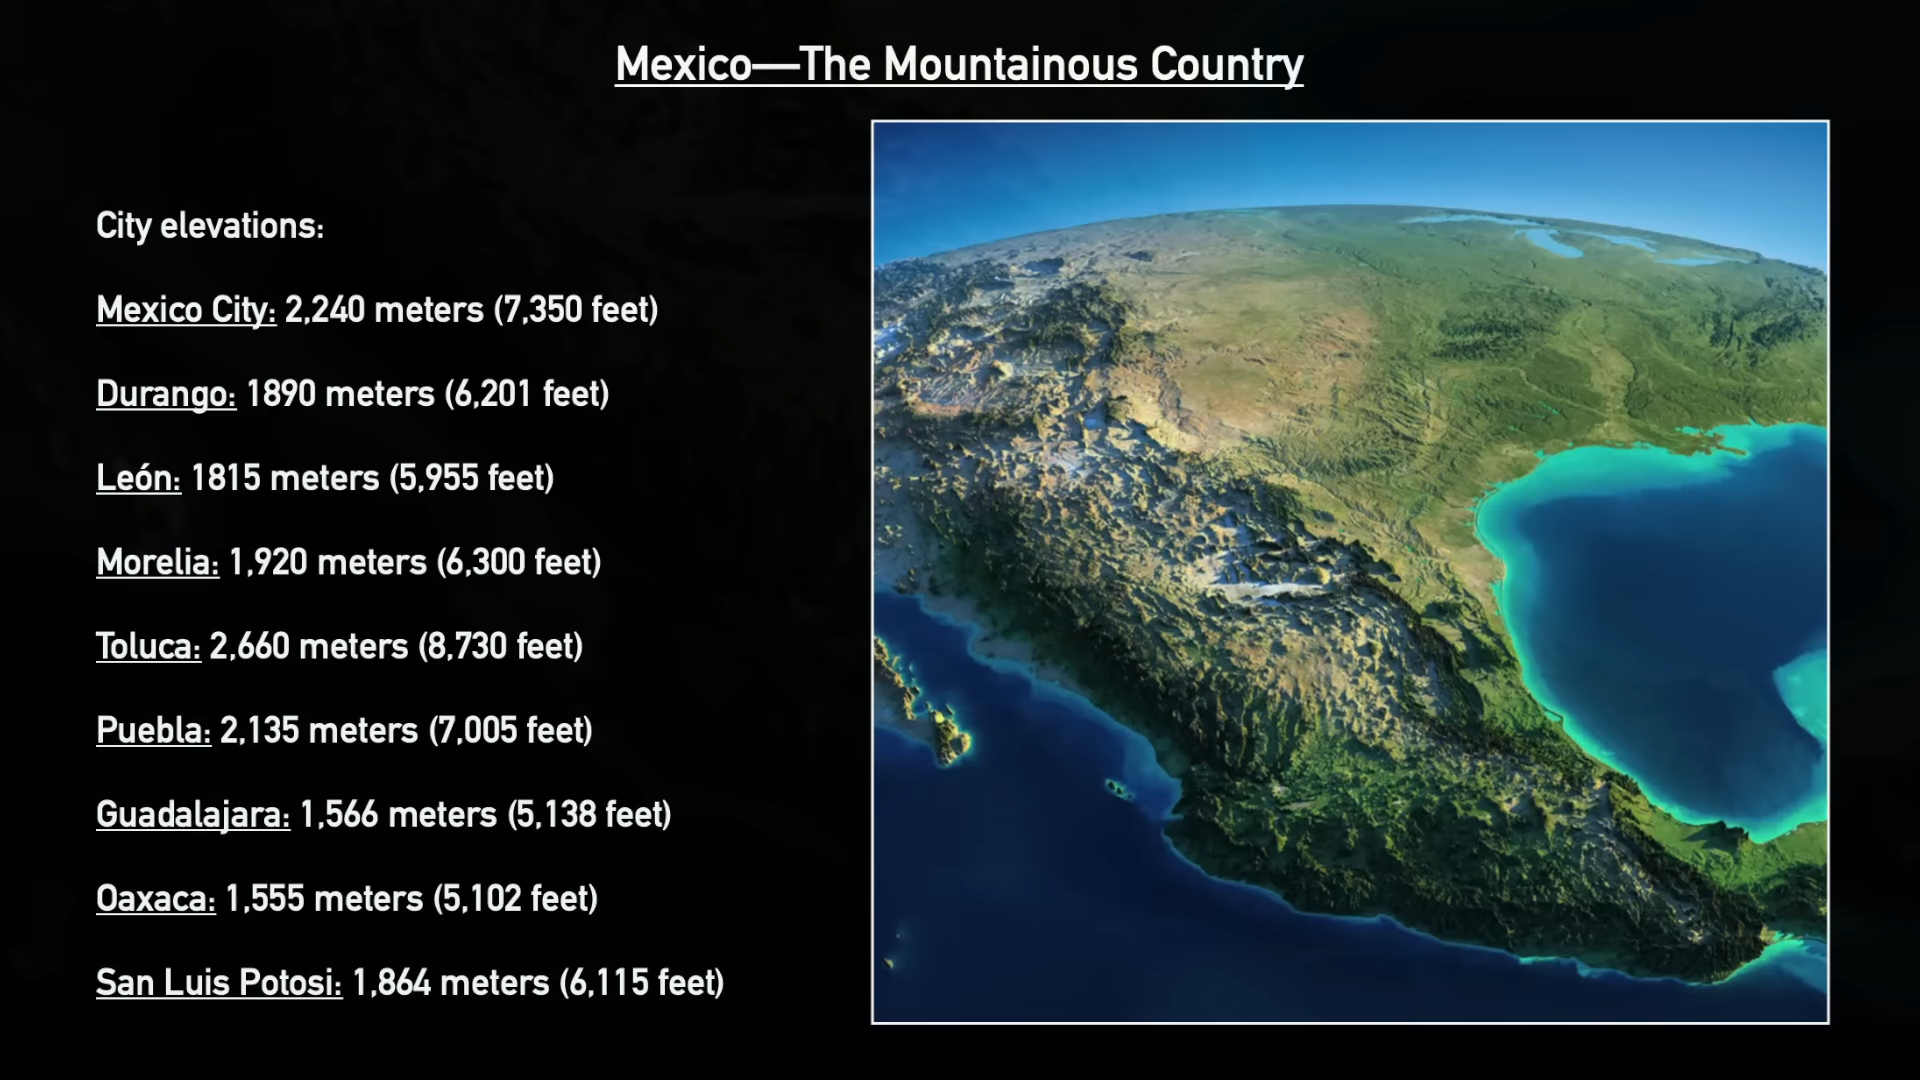 Mexico—The Mountainous Country
City elevations:
Mexico City: 2,240 meters (7,350 feet)
Durango: 1890 meters (6,201 feet)
León: 1815 meters (5,955 feet)
Morelia: 1,920 meters (6,300 feet)
Toluca: 2,660 meters (8,730 feet)
Puebla: 2,135 meters (7,005 feet)
Guadalajara: 1,566 meters (5,138 feet)
Oaxaca: 1,555 meters (5,102 feet)
San Luis Potosi: 1,864 meters (6,115 feet)